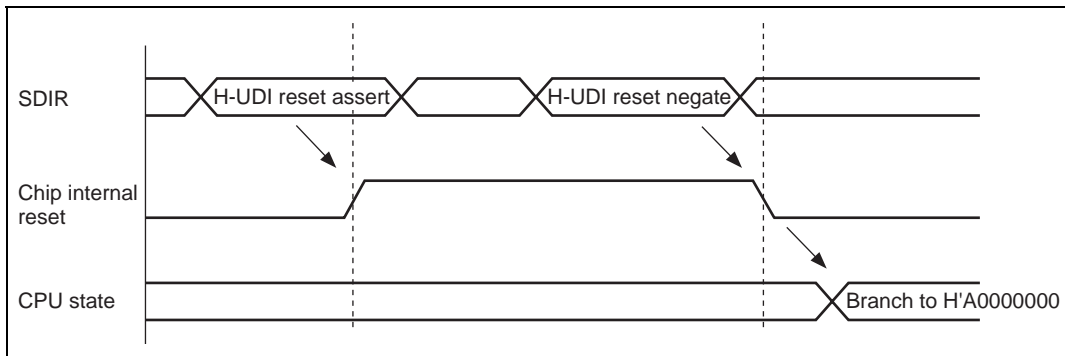 SDIR
H-UDI reset assert
H-UDI reset negate
Chip internal
reset
CPU state
Branch to H'A0000000